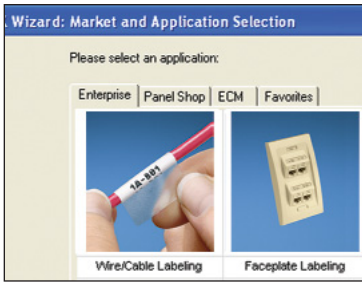 Wizard: Market and Application Selection
Please select an application:
Enterprise
Panel Shop
ECM
Favorites
1A-B01
Wire/Cable Labeling
Faceplate Labeling